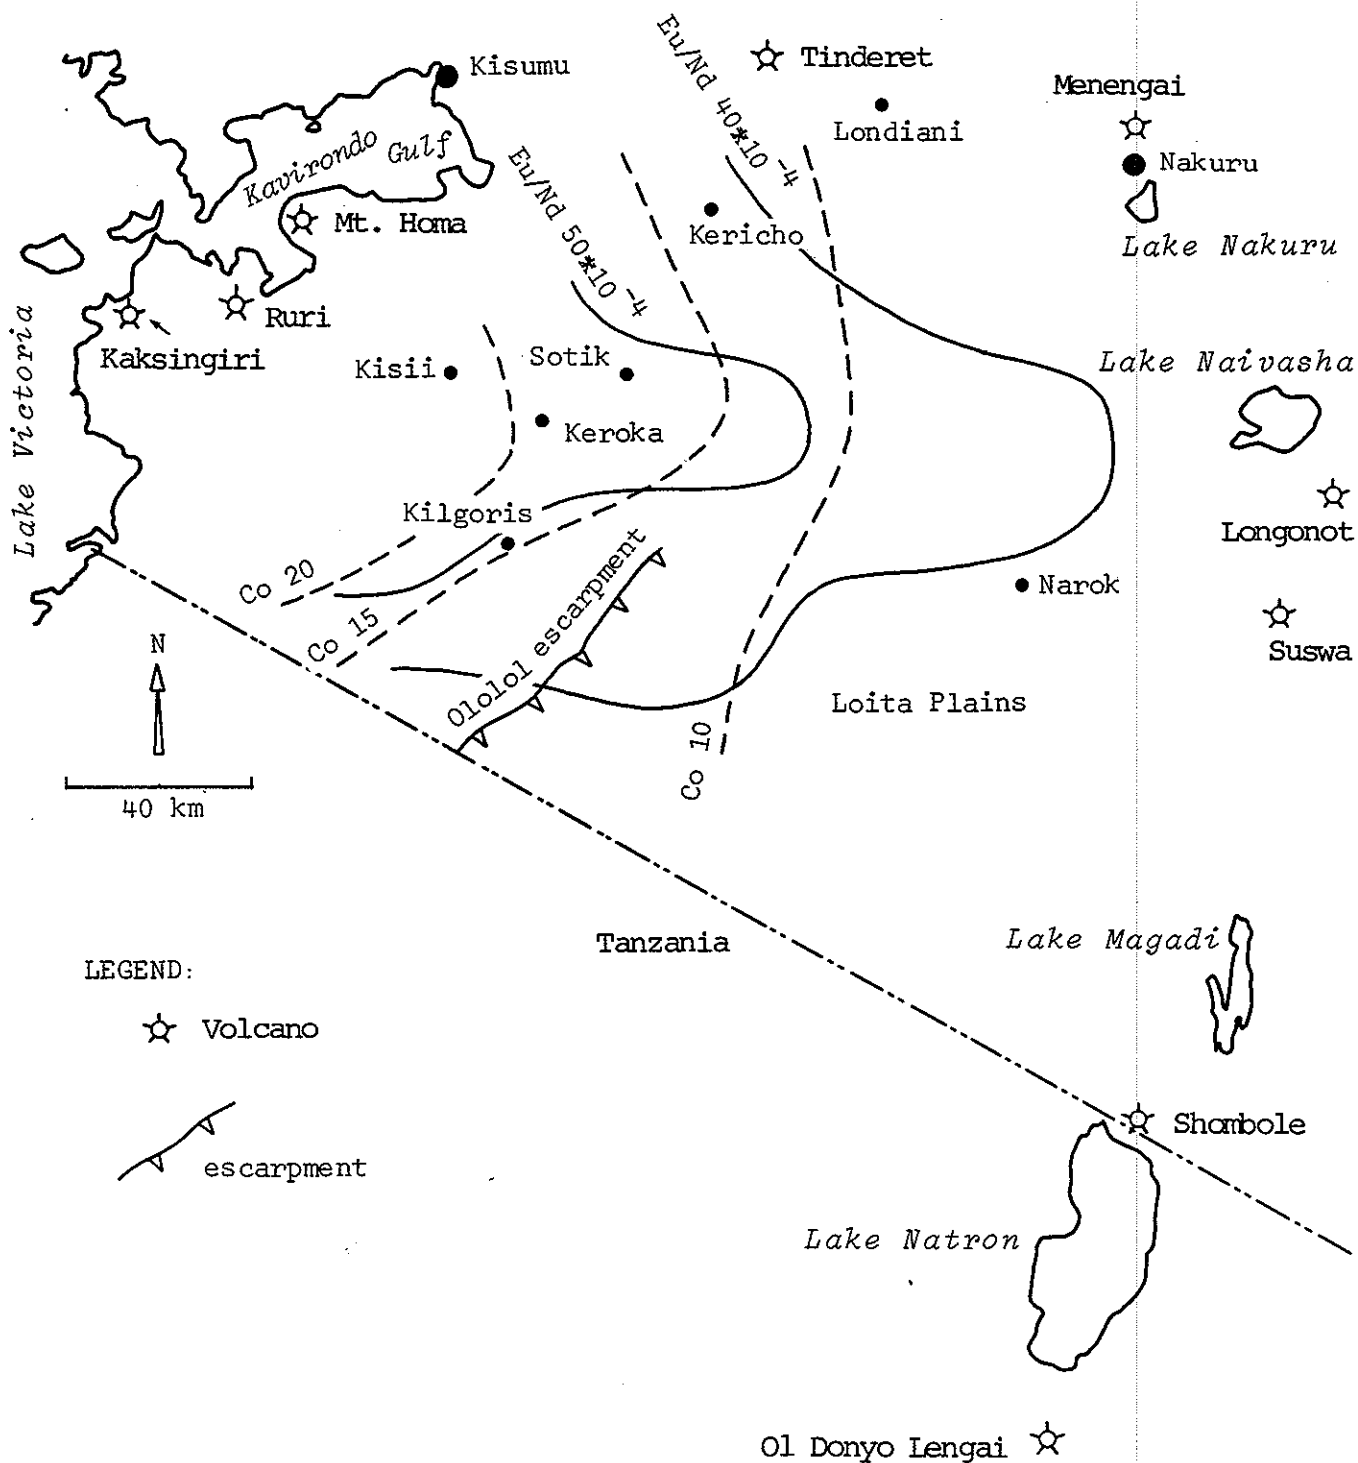 Eu/Nd 40*10 -4
Tinderet
Kisumu
Menengai
Londiani
Kavirondo
Gulf
Eu/Nd 50*10 -4
Nakuru
Mt. Homa
Kericho
Lake Nakuru
Ruri
Lake Victoria
Kaksingiri
Kisii
Sotik
Lake Naivasha
Keroka
Kilgoris
Longonot
Co 20
Ololol escarpment
Narok
Co 15
N
Suswa
Loita Plains
Co 10
40 km
Tanzania
Lake Magadi
LEGEND:
Volcano
Shombole
escarpment
Lake Natron
Ol Donyo Lengai